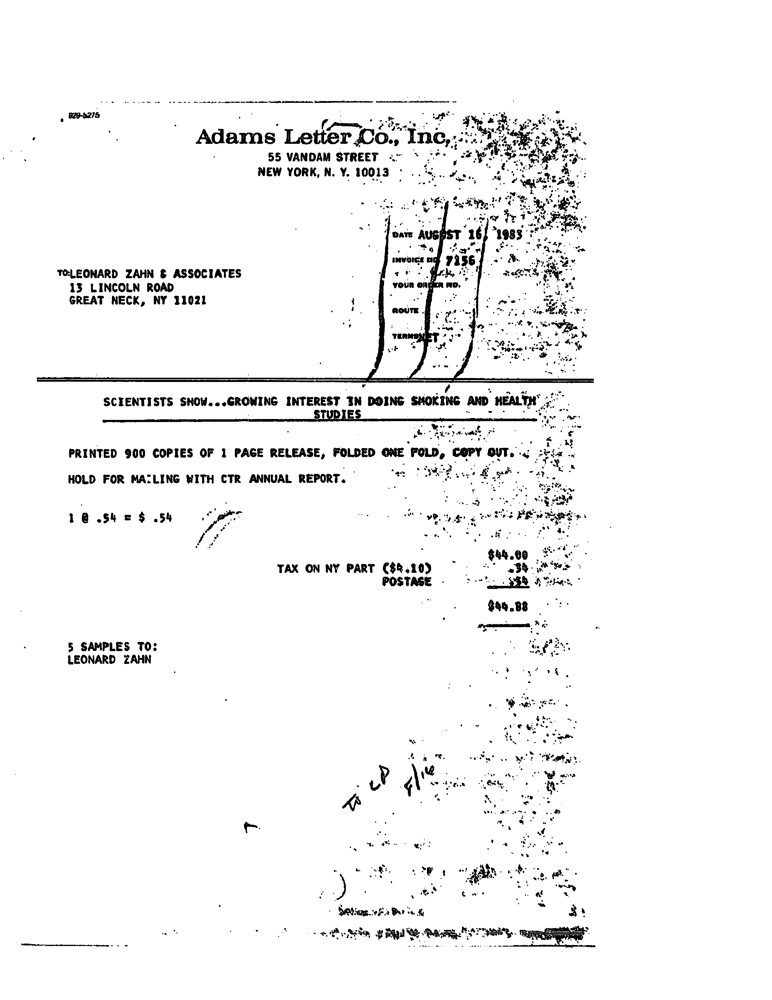 Adams Letter Co., Inc.
55 VANDAM STREET
NEW YORK, N. Y. 10013
DATE AUGUST 16, 1983
INVOICE NO. 7156
TO: LEONARD ZAHN & ASSOCIATES
13 LINCOLN ROAD
GREAT NECK, NY 11021
YOUR ORDER NO.
ROUTE
TERMS NET
SCIENTISTS SHOW...GROWING INTEREST IN DOING SMOKING AND HEALTH
STUDIES
PRINTED 900 COPIES OF 1 PAGE RELEASE, FOLDED ONE FOLD, COPY OUT.
HOLD FOR MAILING WITH CTR ANNUAL REPORT.
1 @ .54 = $ .54
$44.00
TAX ON NY PART ($4.10) .34
POSTAGE .54
$44.88
5 SAMPLES TO:
LEONARD ZAHN
TO LP 8/16